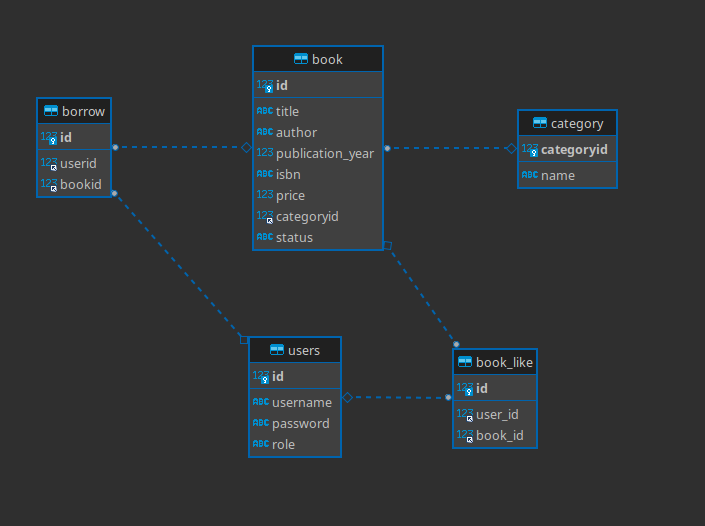 book
123 id
ABC title
ABC author
123 publication_year
ABC isbn
123 price
123 categoryid
ABC status
borrow
123 id
123 userid
123 bookid
category
123 categoryid
ABC name
users
123 id
ABC username
ABC password
ABC role
book_like
123 id
123 user_id
123 book_id